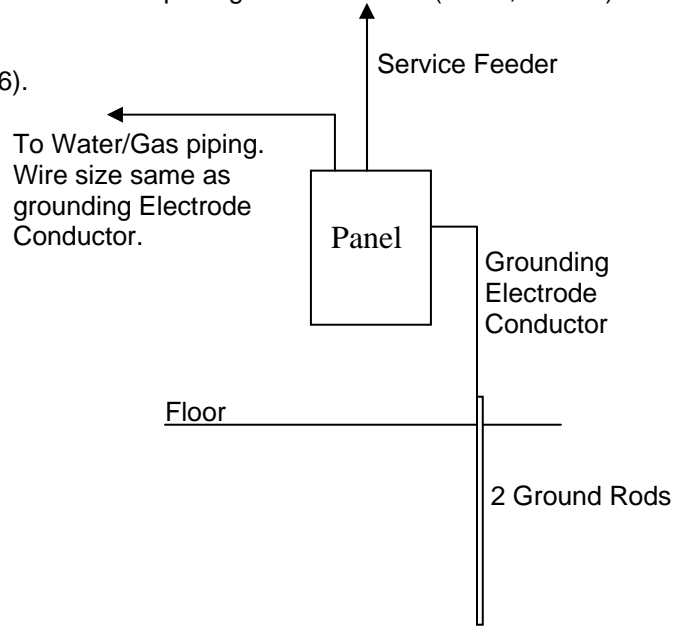 6).
Service Feeder
To Water/Gas piping.
Wire size same as
grounding Electrode
Conductor.
Panel
Grounding
Electrode
Conductor
Floor
2 Ground Rods